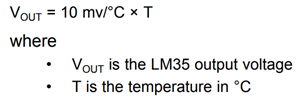 VOUT = 10 mv/°C × T
where
• VOUT is the LM35 output voltage
• T is the temperature in °C